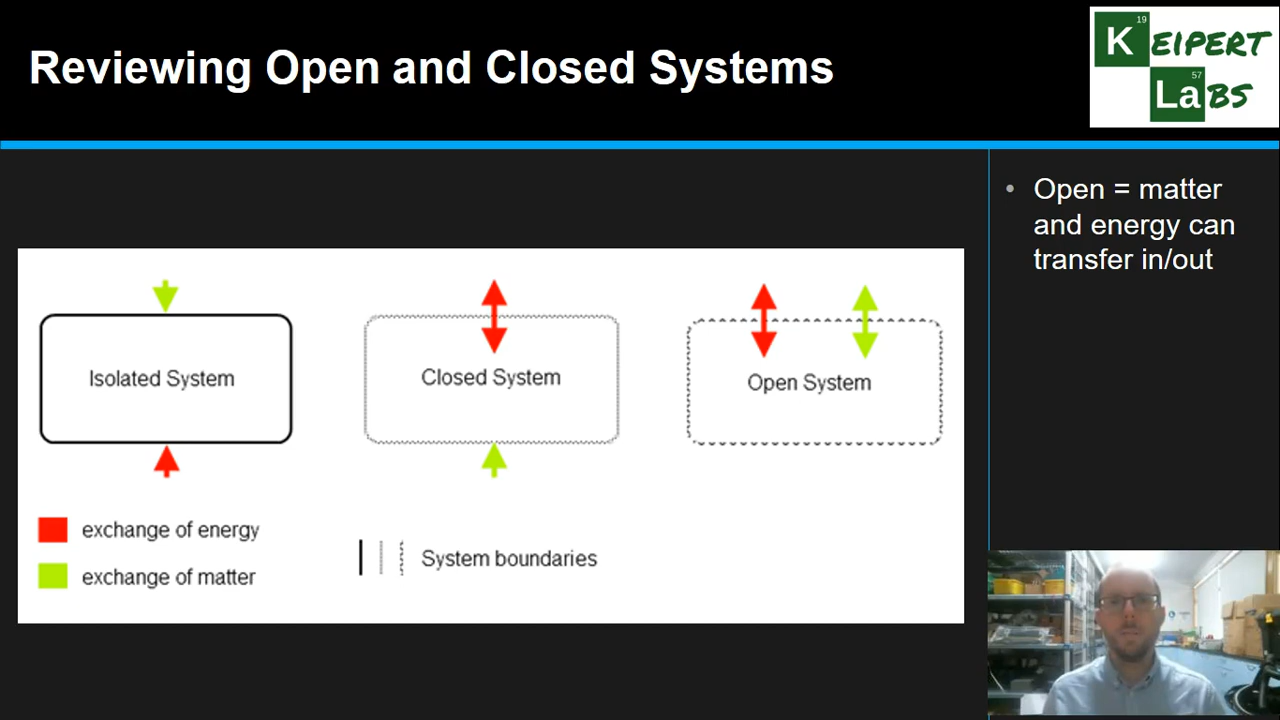 Reviewing Open and Closed Systems
19
K EIPERT
57
La BS
• Open = matter
and energy can
transfer in/out
Isolated System
Closed System
Open System
exchange of energy
exchange of matter
System boundaries